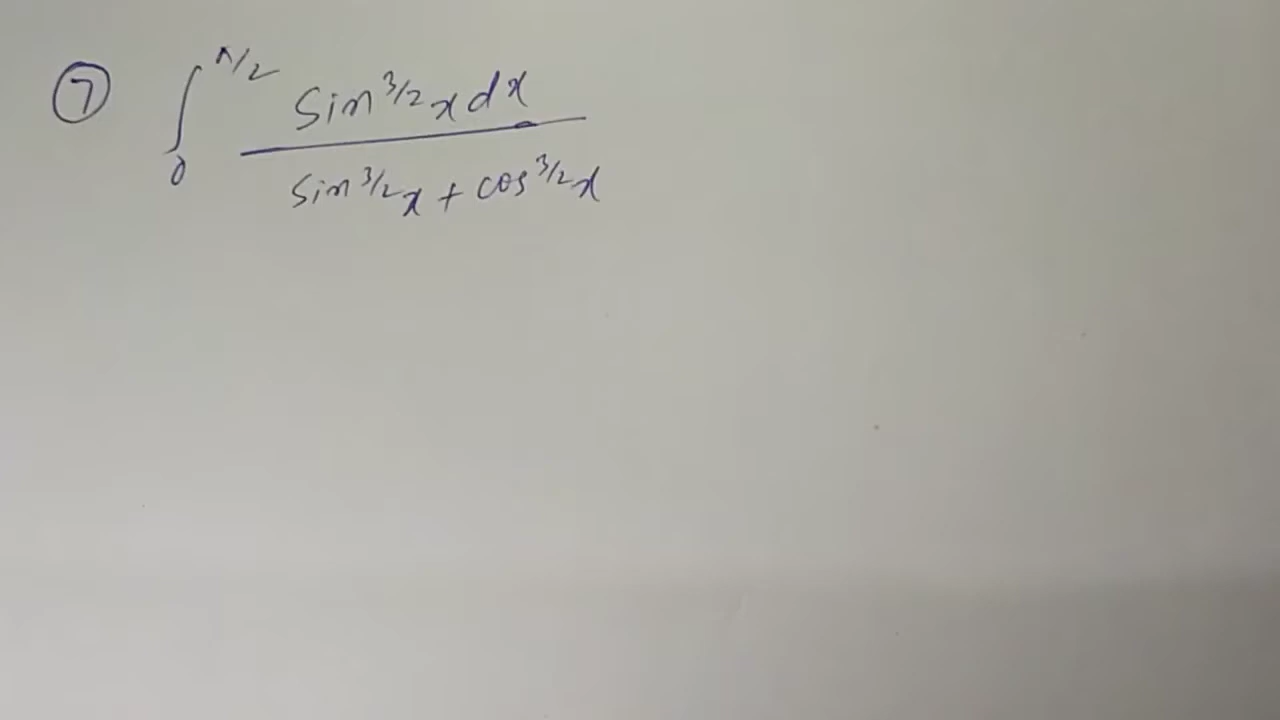 ⑦ ∫₀^π/2 Sin^3/2 x dx
Sin^3/2 x + cos^3/2 x